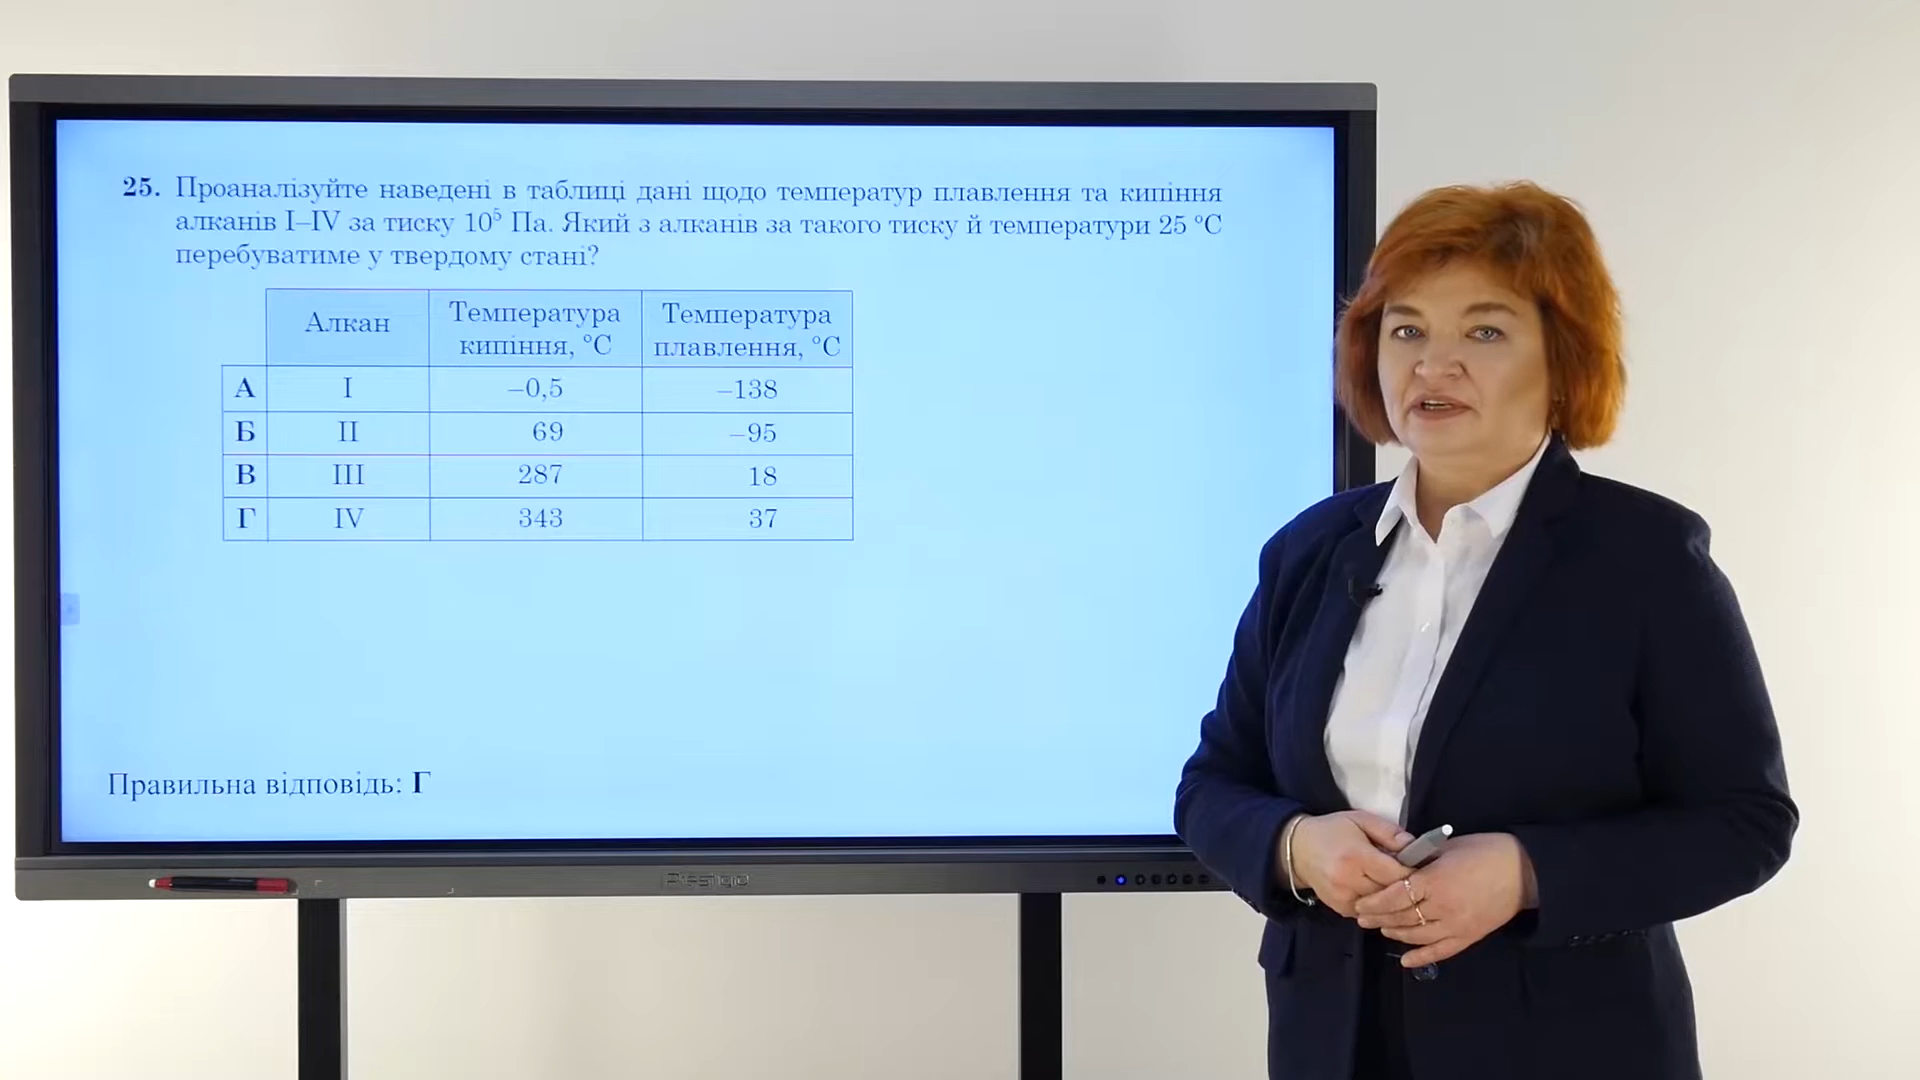 25. Проаналізуйте наведені в таблиці дані щодо температур плавлення та кипіння
алканів I–IV за тиску 10⁵ Па. Який з алканів за такого тиску й температури 25 °C
перебуватиме у твердому стані?
Алкан Температура кипіння, °C Температура плавлення, °C
А I –0,5 –138
Б II 69 –95
В III 287 18
Г IV 343 37
Правильна відповідь: Г
Prestigio